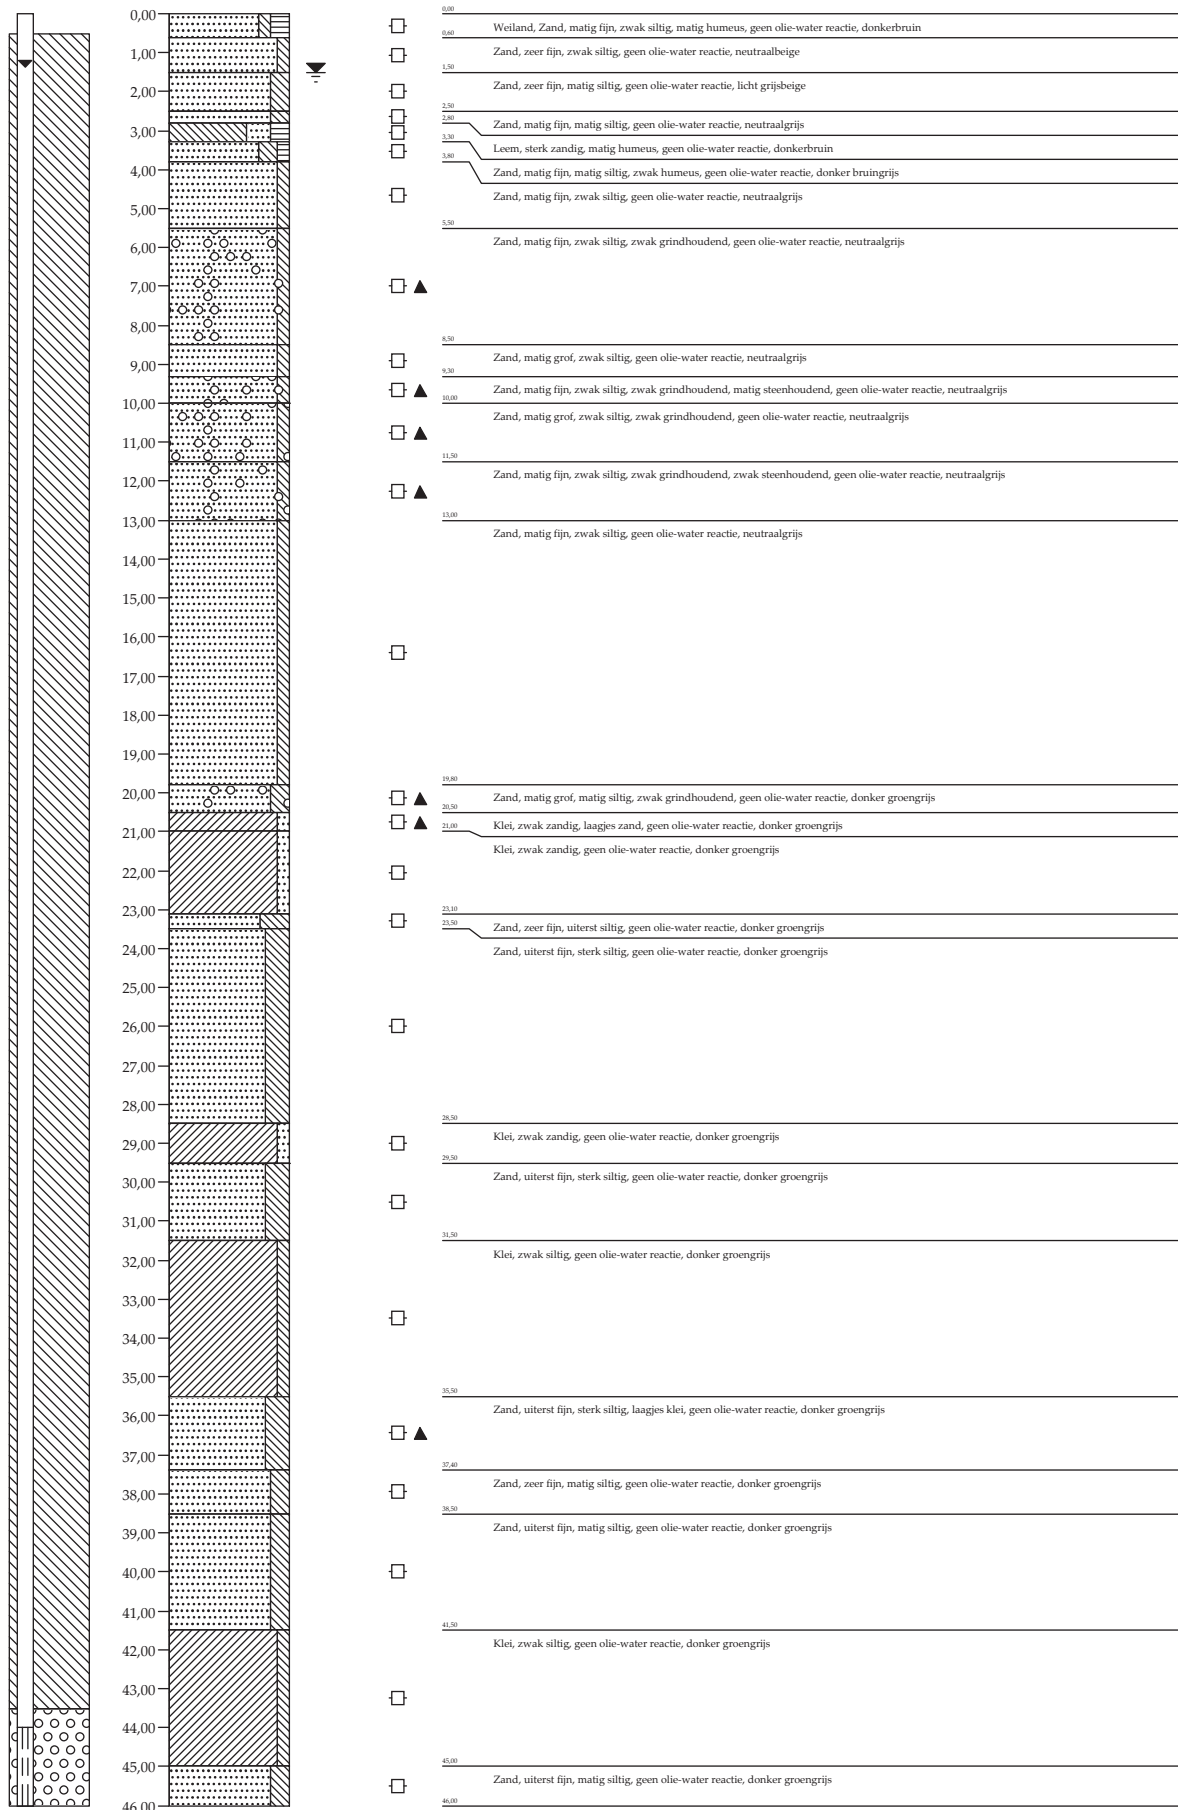 0,00
1,00
2,00
3,00
4,00
5,00
6,00
7,00
8,00
9,00
10,00
11,00
12,00
13,00
14,00
15,00
16,00
17,00
18,00
19,00
20,00
21,00
22,00
23,00
24,00
25,00
26,00
27,00
28,00
29,00
30,00
31,00
32,00
33,00
34,00
35,00
36,00
37,00
38,00
39,00
40,00
41,00
42,00
43,00
44,00
45,00
46,00
0,00
Weiland, Zand, matig fijn, zwak siltig, matig humeus, geen olie-water reactie, donkerbruin
0,60
Zand, zeer fijn, zwak siltig, geen olie-water reactie, neutraalbeige
1,50
Zand, zeer fijn, matig siltig, geen olie-water reactie, licht grijsbeige
2,50
Zand, matig fijn, matig siltig, geen olie-water reactie, neutraalgrijs
2,80
Leem, sterk zandig, matig humeus, geen olie-water reactie, donkerbruin
3,30
Zand, matig fijn, matig siltig, zwak humeus, geen olie-water reactie, donker bruingrijs
3,80
Zand, matig fijn, zwak siltig, geen olie-water reactie, neutraalgrijs
5,50
Zand, matig fijn, zwak siltig, zwak grindhoudend, geen olie-water reactie, neutraalgrijs
8,50
Zand, matig grof, zwak siltig, geen olie-water reactie, neutraalgrijs
9,30
Zand, matig fijn, zwak siltig, zwak grindhoudend, matig steenhoudend, geen olie-water reactie, neutraalgrijs
10,00
Zand, matig grof, zwak siltig, zwak grindhoudend, geen olie-water reactie, neutraalgrijs
11,50
Zand, matig fijn, zwak siltig, zwak grindhoudend, zwak steenhoudend, geen olie-water reactie, neutraalgrijs
13,00
Zand, matig fijn, zwak siltig, geen olie-water reactie, neutraalgrijs
19,80
Zand, matig grof, matig siltig, zwak grindhoudend, geen olie-water reactie, donker groengrijs
20,50
Klei, zwak zandig, laagjes zand, geen olie-water reactie, donker groengrijs
21,00
Klei, zwak zandig, geen olie-water reactie, donker groengrijs
23,10
Zand, zeer fijn, uiterst siltig, geen olie-water reactie, donker groengrijs
23,50
Zand, uiterst fijn, sterk siltig, geen olie-water reactie, donker groengrijs
28,50
Klei, zwak zandig, geen olie-water reactie, donker groengrijs
29,50
Zand, uiterst fijn, sterk siltig, geen olie-water reactie, donker groengrijs
31,50
Klei, zwak siltig, geen olie-water reactie, donker groengrijs
35,50
Zand, uiterst fijn, sterk siltig, laagjes klei, geen olie-water reactie, donker groengrijs
37,40
Zand, zeer fijn, matig siltig, geen olie-water reactie, donker groengrijs
38,50
Zand, uiterst fijn, matig siltig, geen olie-water reactie, donker groengrijs
41,50
Klei, zwak siltig, geen olie-water reactie, donker groengrijs
45,00
Zand, uiterst fijn, matig siltig, geen olie-water reactie, donker groengrijs
46,00